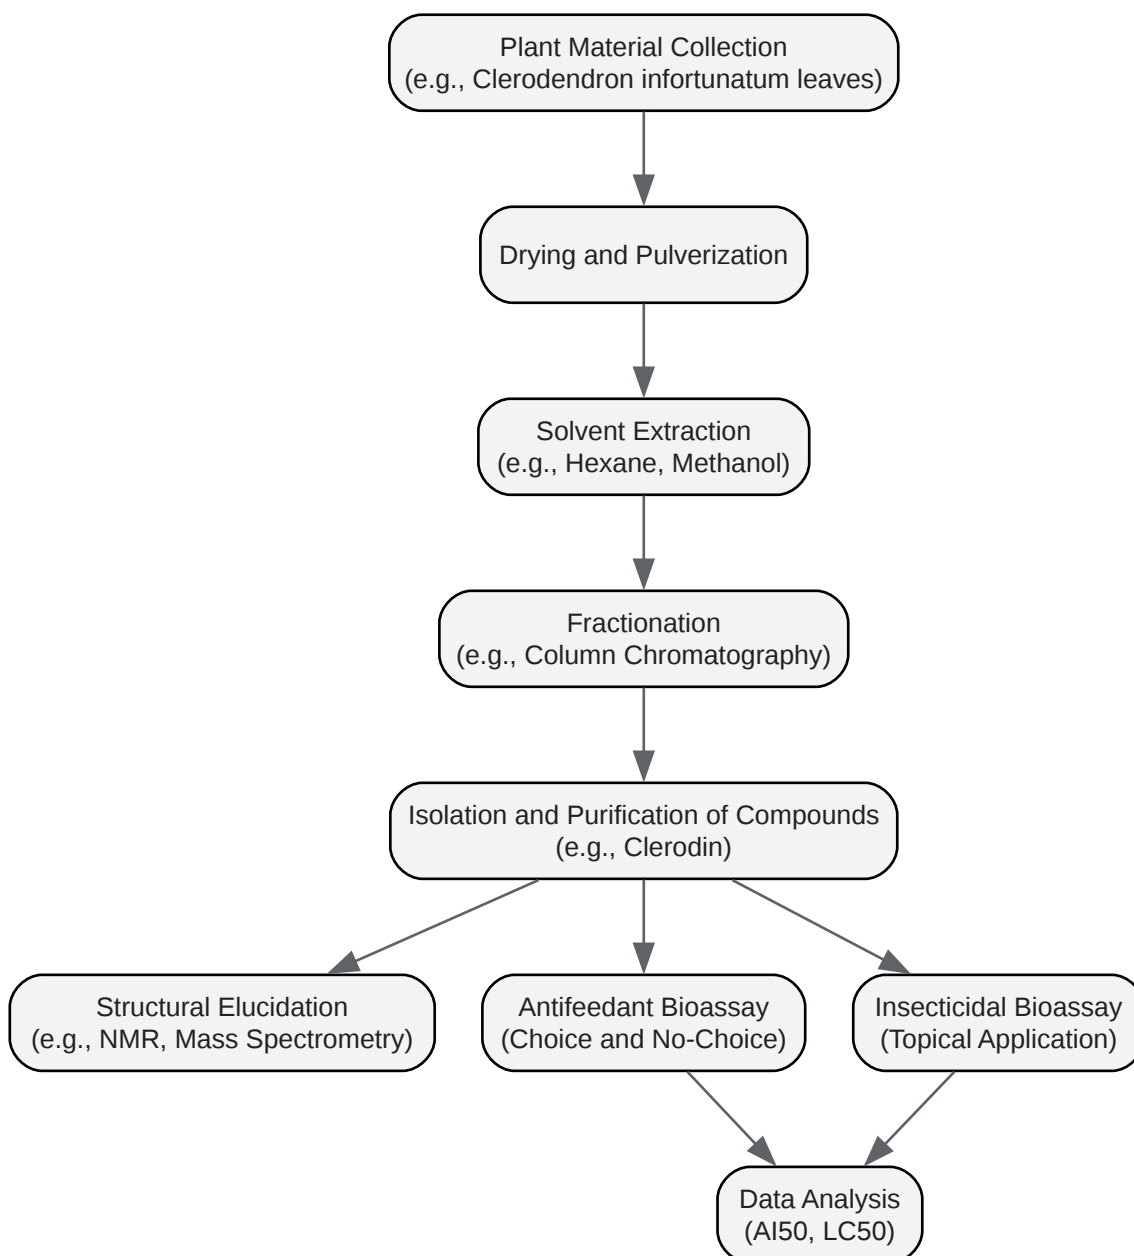 Plant Material Collection
(e.g., Clerodendron infortunatum leaves)
Drying and Pulverization
Solvent Extraction
(e.g., Hexane, Methanol)
Fractionation
(e.g., Column Chromatography)
Isolation and Purification of Compounds
(e.g., Clerodin)
Structural Elucidation
(e.g., NMR, Mass Spectrometry)
Antifeedant Bioassay
(Choice and No-Choice)
Insecticidal Bioassay
(Topical Application)
Data Analysis
(AI50, LC50)